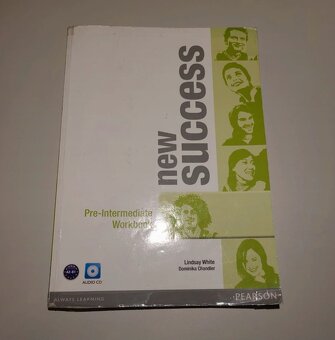 new
success
Pre-Intermediate
Workbook
Lindsay White
Dominika Chandler
AUDIO CD
ALWAYS LEARNING
PEARSON